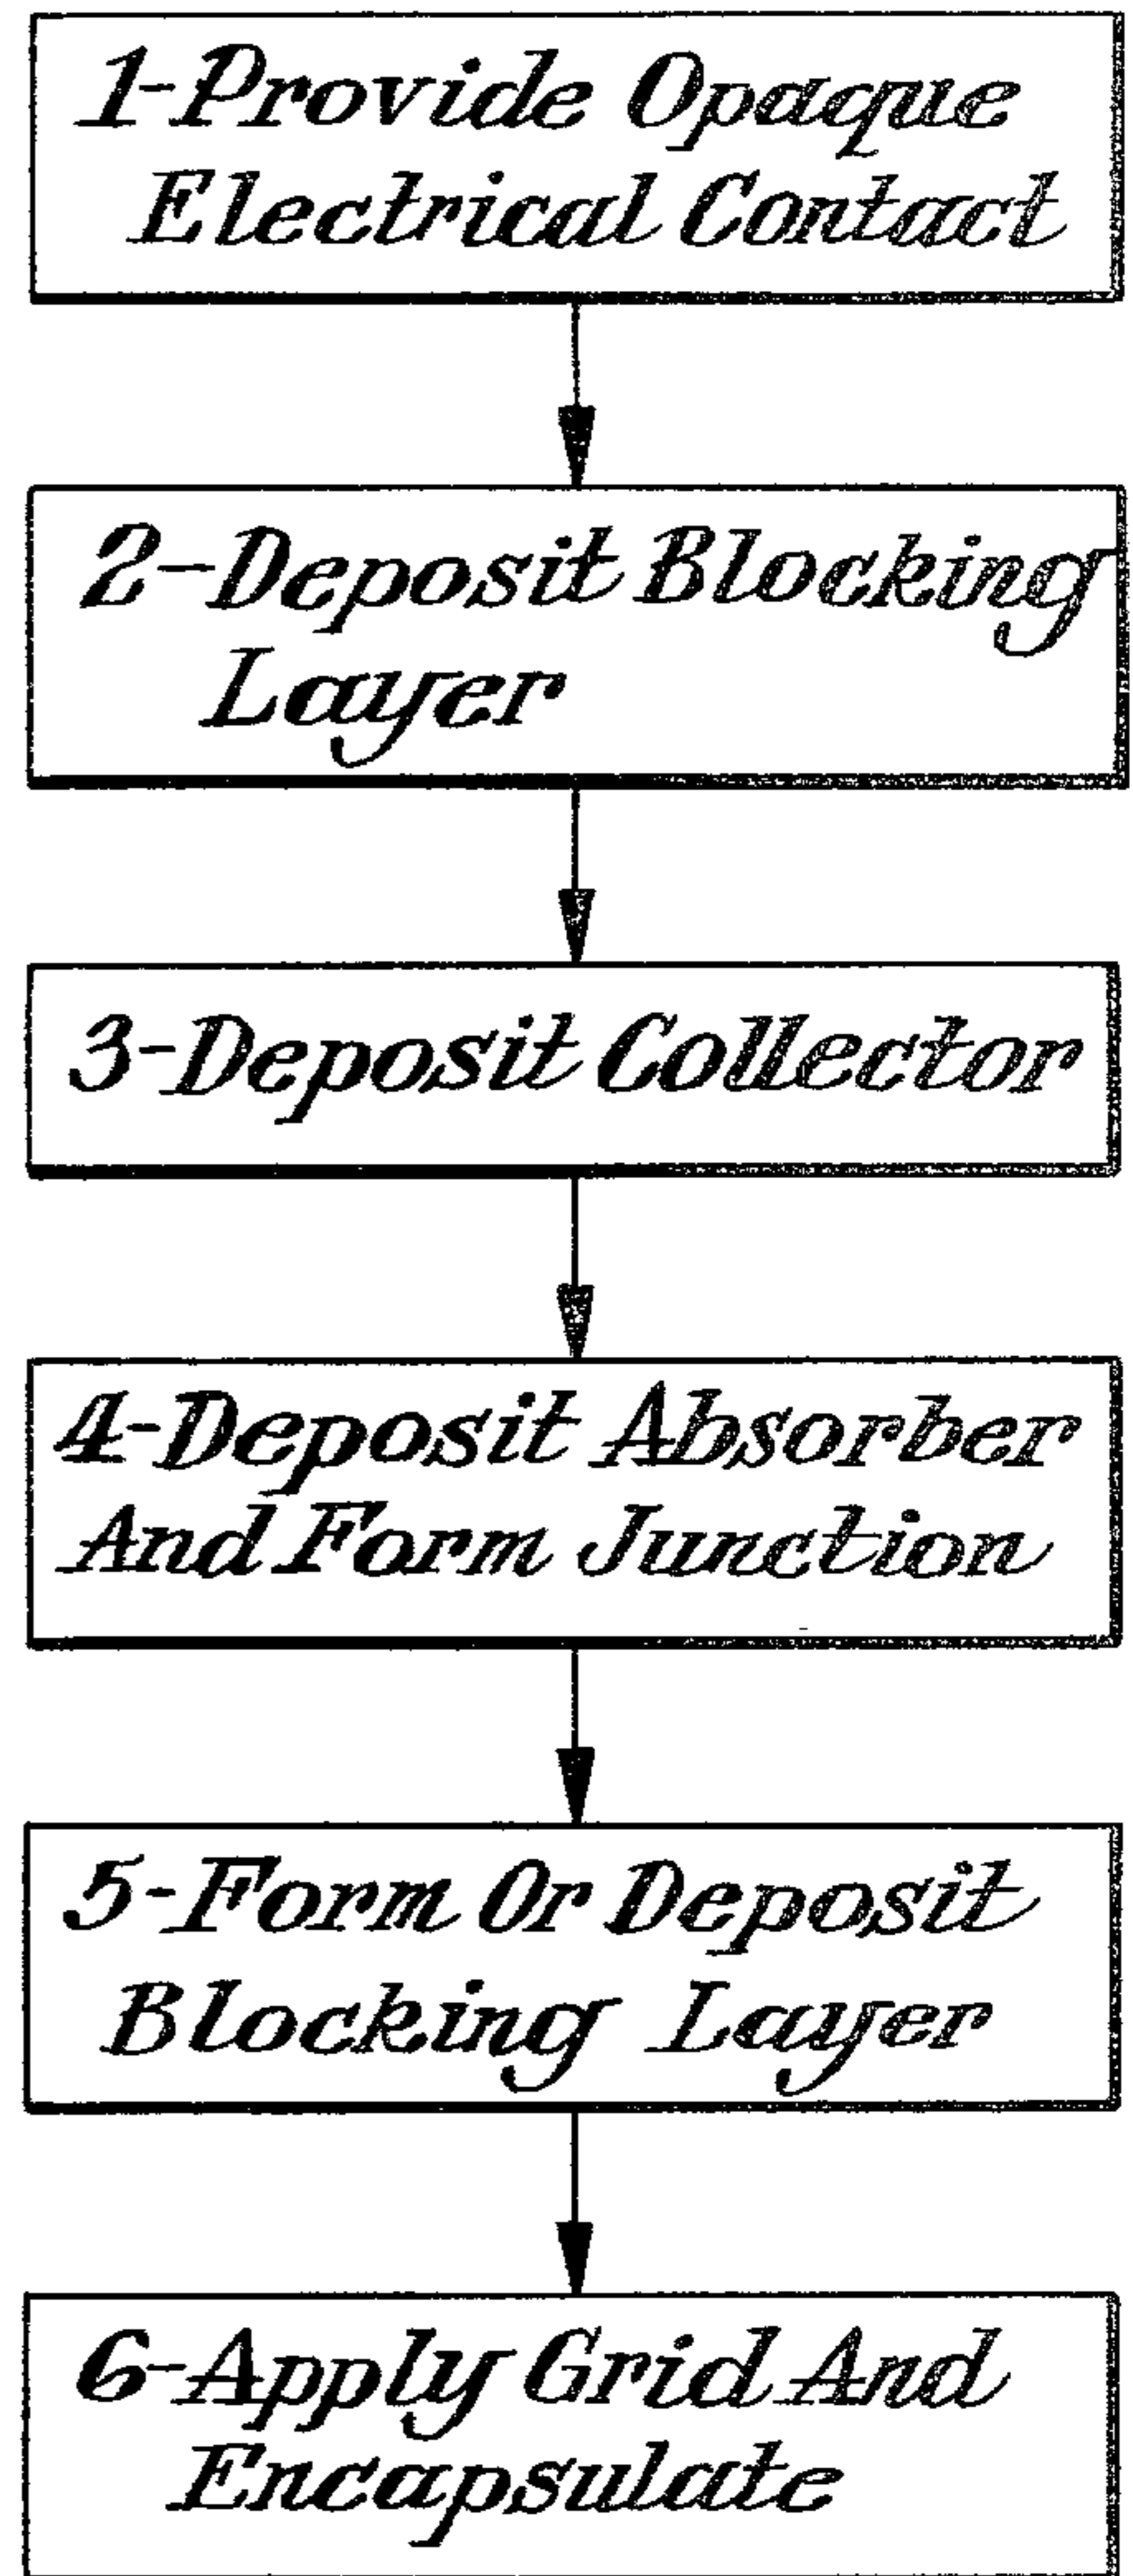 1-Provide Opaque
Electrical Contact
2-Deposit Blocking
Layer
3-Deposit Collector
4-Deposit Absorber
And Form Junction
5-Form Or Deposit
Blocking Layer
6-Apply Grid And
Encapsulate